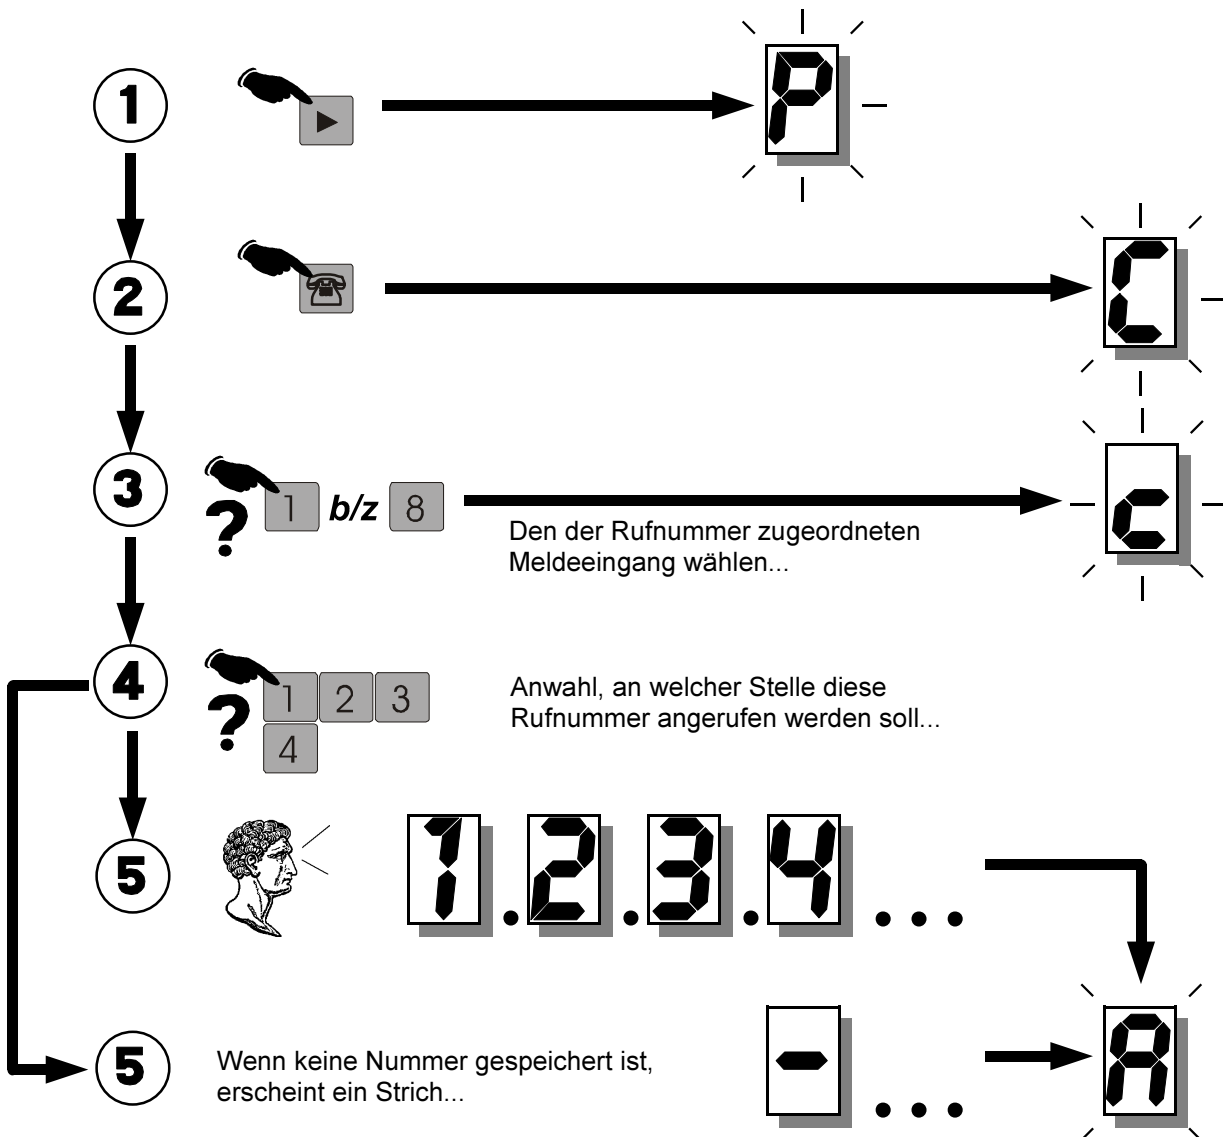 1
P
2
C
3
?
1 b/z 8
Den der Rufnummer zugeordneten
Meldeeingang wählen...
c
4
?
1 2 3
4
Anwahl, an welcher Stelle diese
Rufnummer angerufen werden soll...
5
1.2.3.4...
5
Wenn keine Nummer gespeichert ist,
erscheint ein Strich...
- ...
A